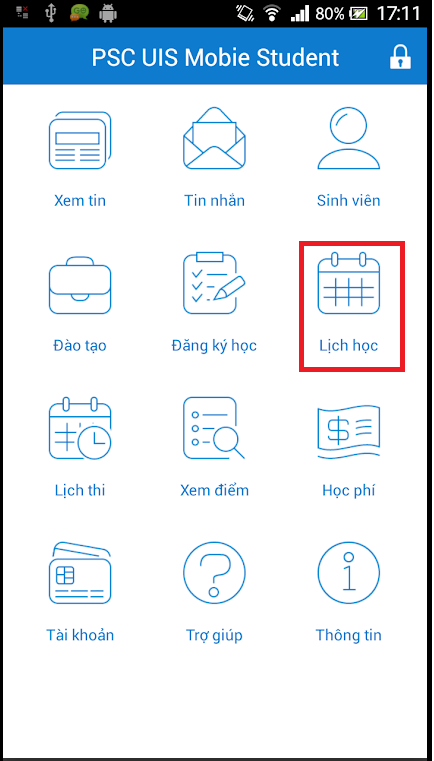 80% 17:11
PSC UIS Mobie Student
Xem tin
Tin nhắn
Sinh viên
Đào tạo
Đăng ký học
Lịch học
Lịch thi
Xem điểm
Học phí
Tài khoản
Trợ giúp
Thông tin